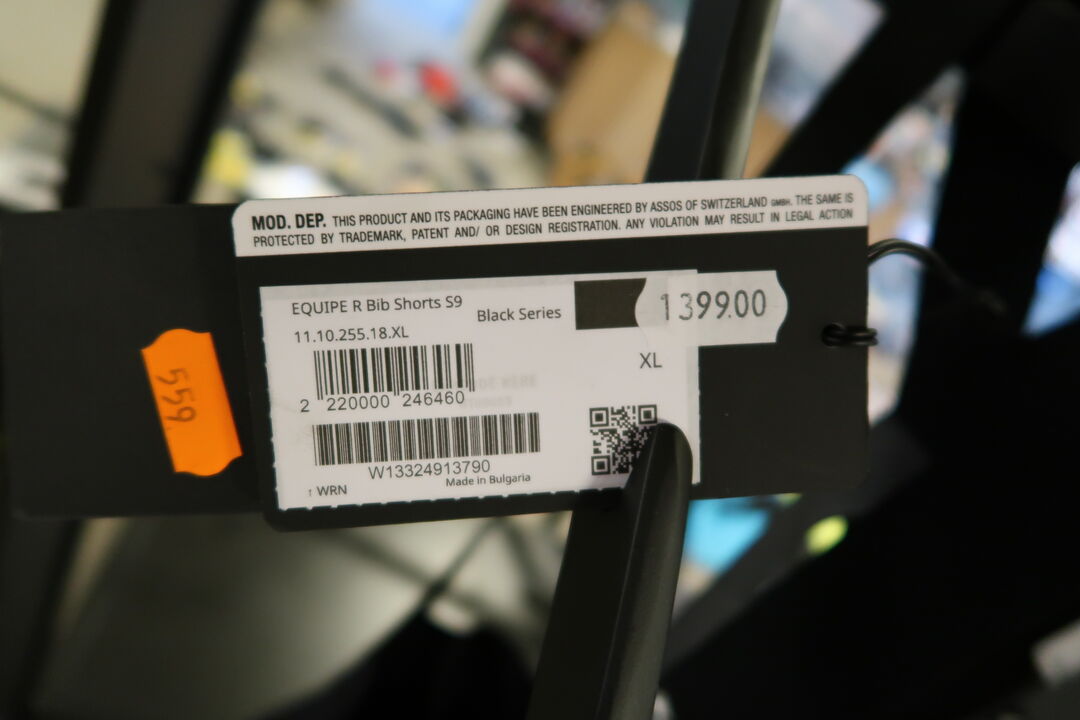 MOD. DEP. THIS PRODUCT AND ITS PACKAGING HAVE BEEN ENGINEERED BY ASSOS OF SWITZERLAND GMBH. THE SAME IS
PROTECTED BY TRADEMARK, PATENT AND/ OR DESIGN REGISTRATION. ANY VIOLATION MAY RESULT IN LEGAL ACTION
EQUIPE R Bib Shorts S9
Black Series
1399.00
11.10.255.18.XL
XL
2 220000 246460
W13324913790
Made in Bulgaria
↑ WRN
559.